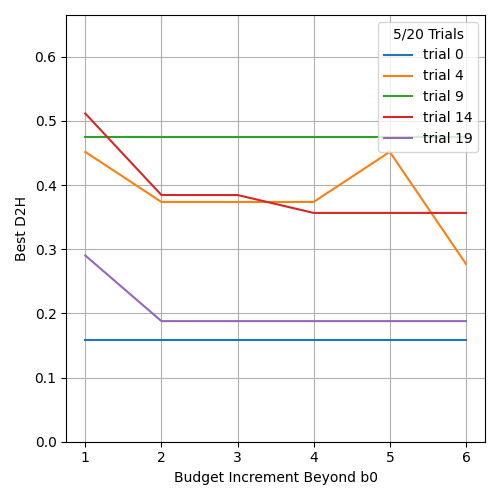 5/20 Trials
trial 0
trial 4
trial 9
trial 14
trial 19
0.6
0.5
0.4
0.3
0.2
0.1
0.0
Best D2H
1 2 3 4 5 6
Budget Increment Beyond b0